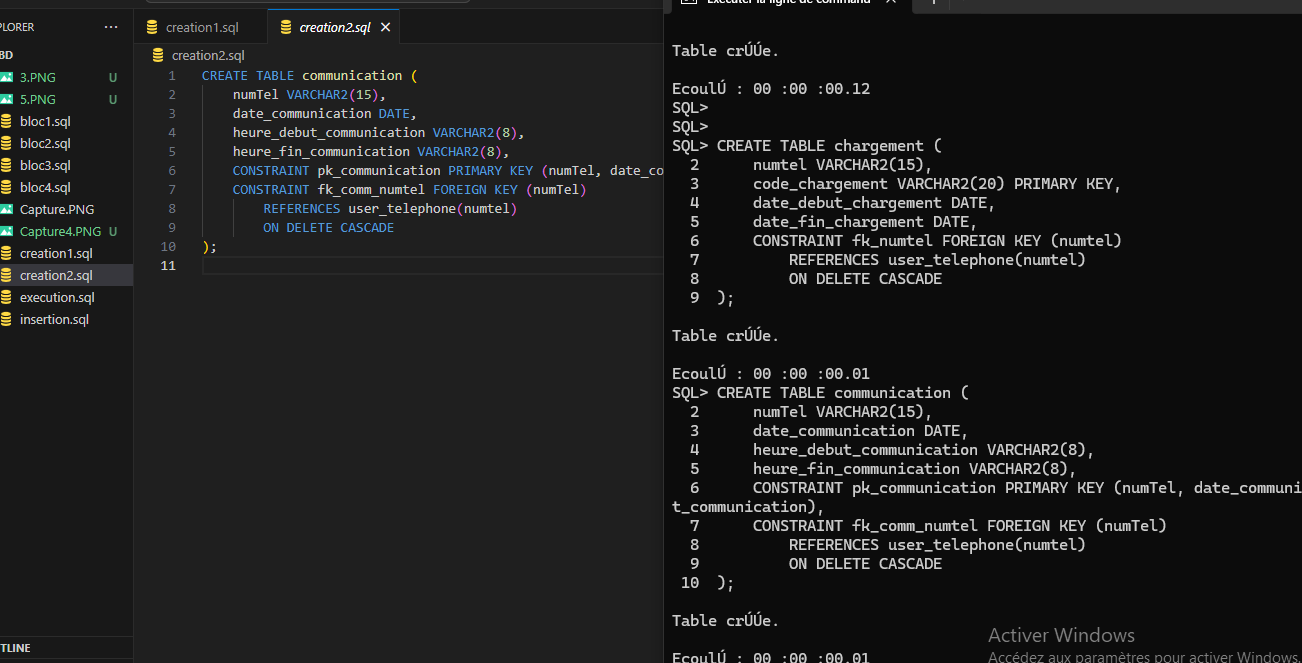 PLORER
...
BD
3.PNG U
5.PNG U
bloc1.sql
bloc2.sql
bloc3.sql
bloc4.sql
Capture.PNG
Capture4.PNG U
creation1.sql
creation2.sql
execution.sql
insertion.sql
TLINE
creation1.sql
creation2.sql
creation2.sql
1 CREATE TABLE communication (
2 numTel VARCHAR2(15),
3 date_communication DATE,
4 heure_debut_communication VARCHAR2(8),
5 heure_fin_communication VARCHAR2(8),
6 CONSTRAINT pk_communication PRIMARY KEY (numTel, date_co
7 CONSTRAINT fk_comm_numtel FOREIGN KEY (numTel)
8 REFERENCES user_telephone(numtel)
9 ON DELETE CASCADE
10 );
11
Exécuter la ligne de command
Table crÚÚe.
EcoulÚ : 00 :00 :00.12
SQL>
SQL>
SQL> CREATE TABLE chargement (
2 numtel VARCHAR2(15),
3 code_chargement VARCHAR2(20) PRIMARY KEY,
4 date_debut_chargement DATE,
5 date_fin_chargement DATE,
6 CONSTRAINT fk_numtel FOREIGN KEY (numtel)
7 REFERENCES user_telephone(numtel)
8 ON DELETE CASCADE
9 );
Table crÚÚe.
EcoulÚ : 00 :00 :00.01
SQL> CREATE TABLE communication (
2 numTel VARCHAR2(15),
3 date_communication DATE,
4 heure_debut_communication VARCHAR2(8),
5 heure_fin_communication VARCHAR2(8),
6 CONSTRAINT pk_communication PRIMARY KEY (numTel, date_communi
t_communication),
7 CONSTRAINT fk_comm_numtel FOREIGN KEY (numTel)
8 REFERENCES user_telephone(numtel)
9 ON DELETE CASCADE
10 );
Table crÚÚe.
EcoulÚ : 00 :00 :00.01
Activer Windows
Accédez aux paramètres pour activer Windows.